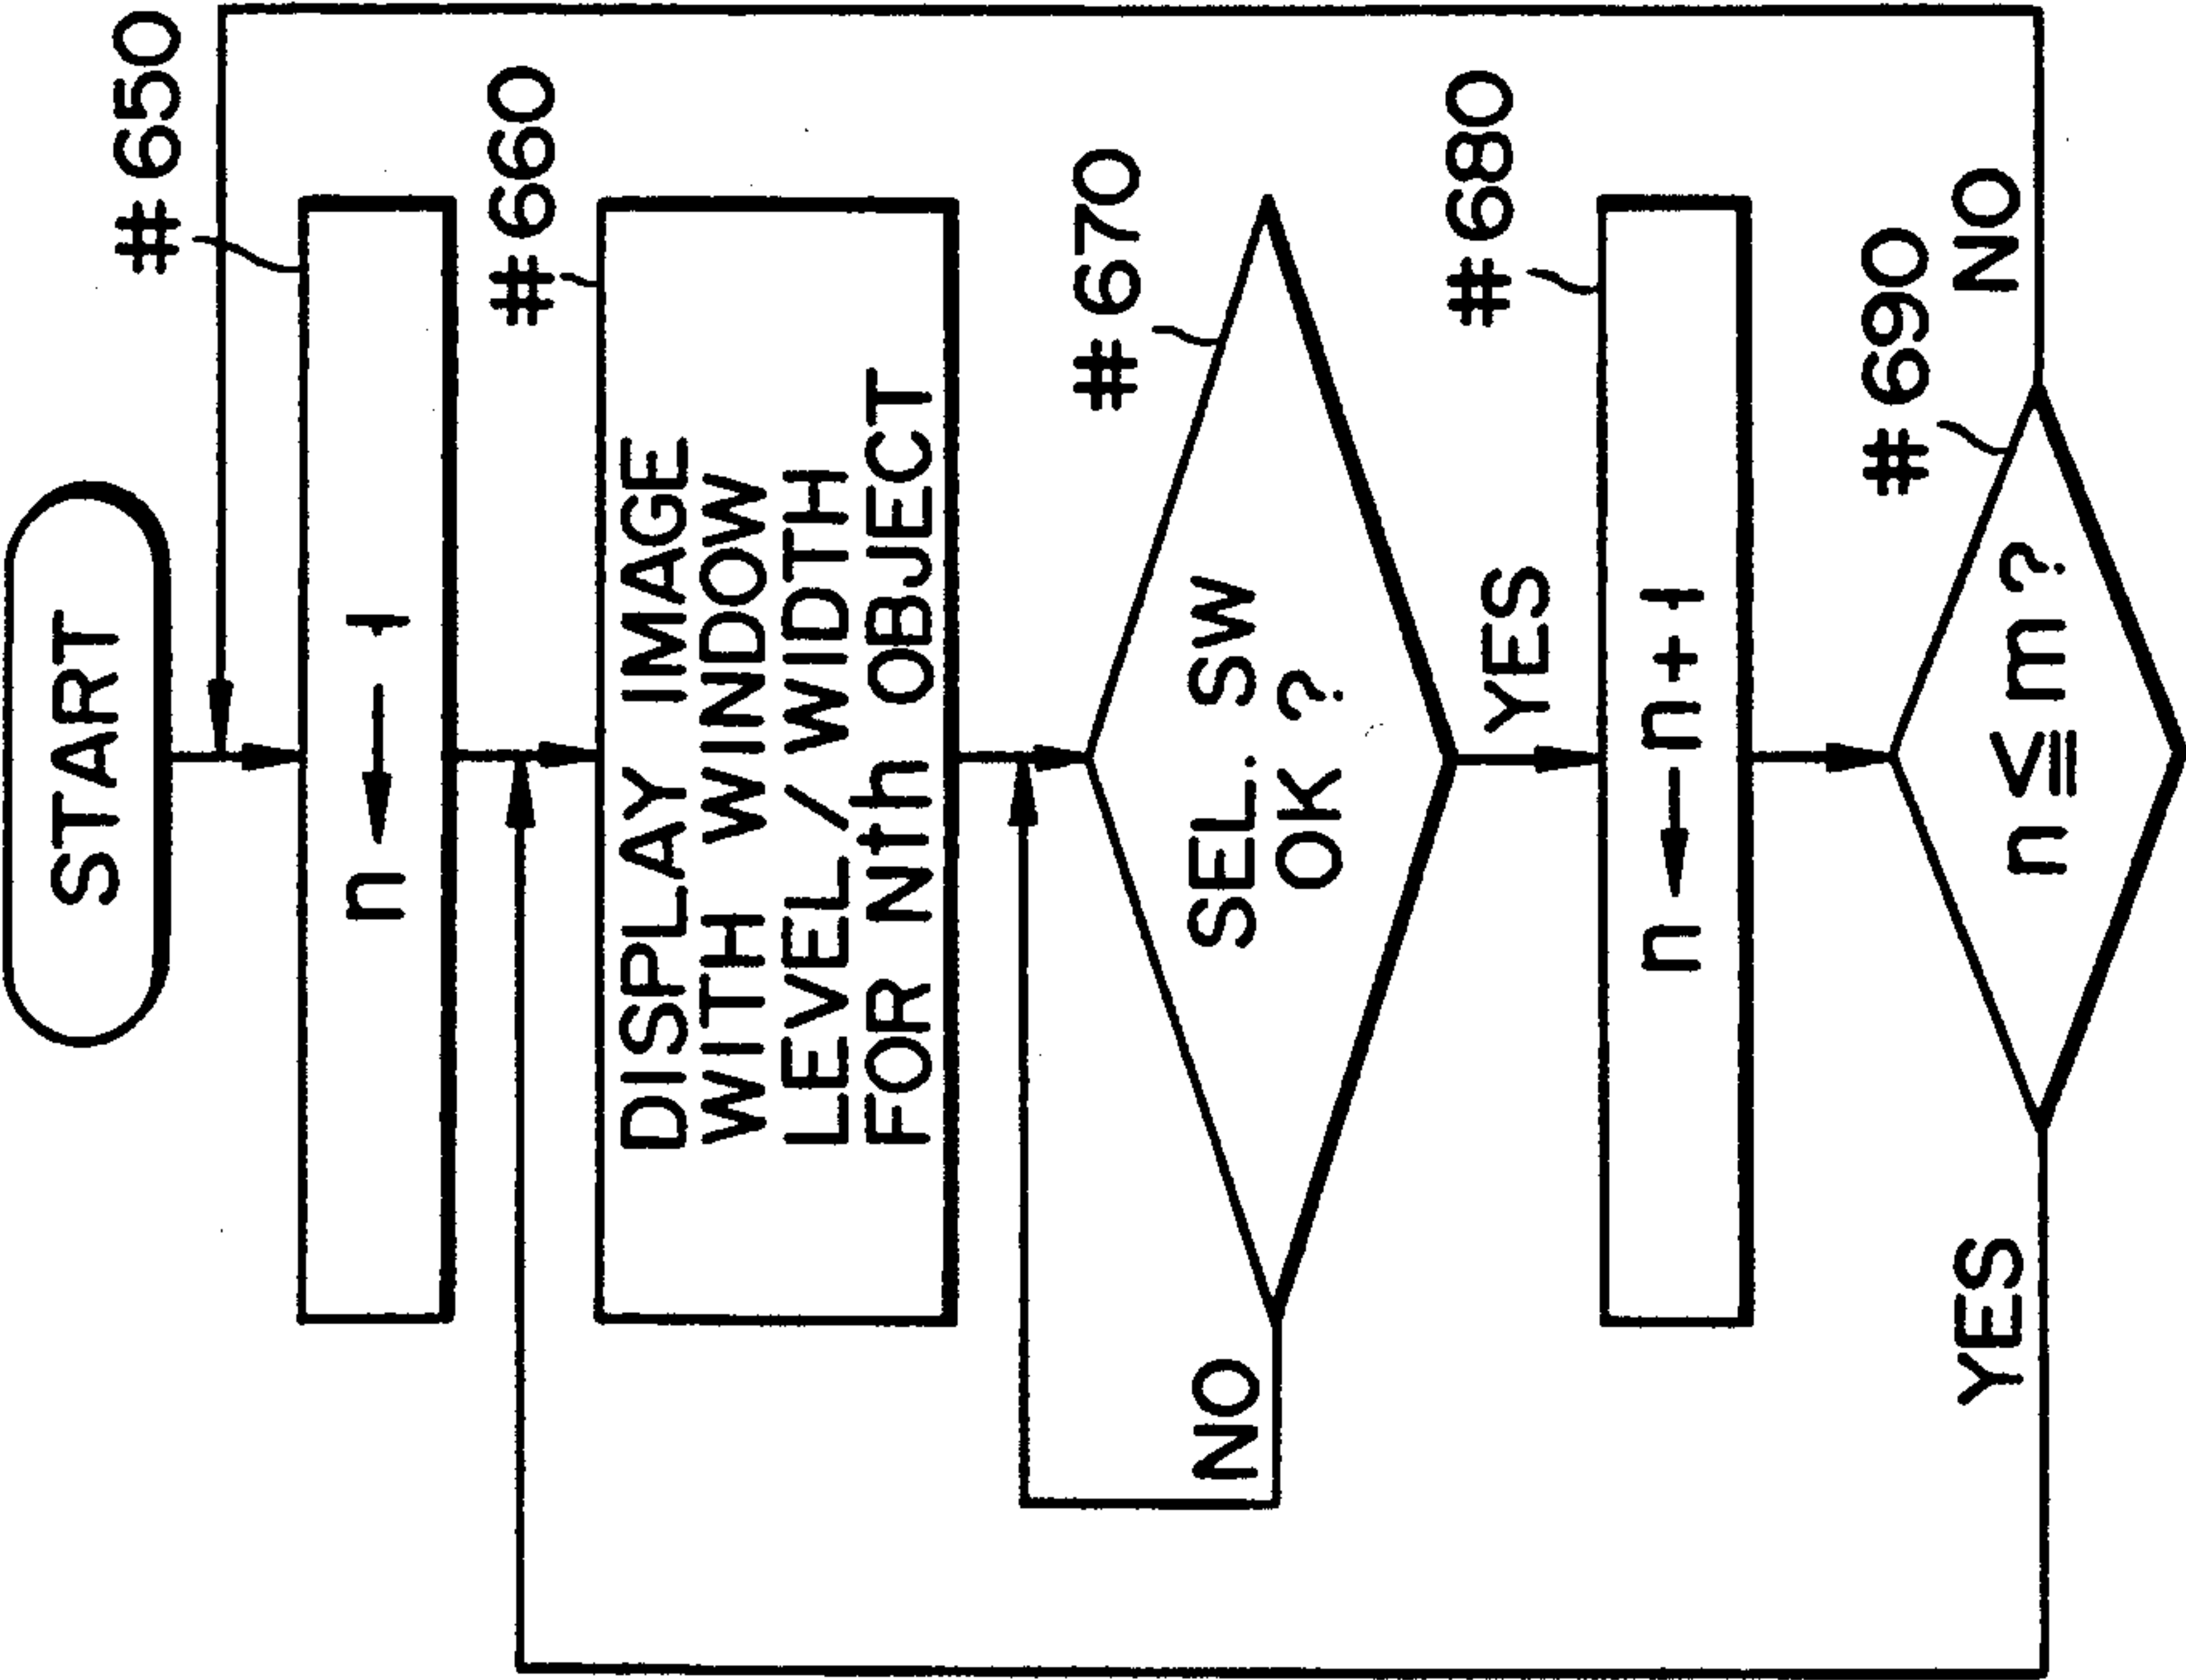 START
# 650
n ← 1
# 660
DISPLAY IMAGE
WITH WINDOW
LEVEL/ WIDTH
FOR Nth OBJECT
# 670
SEL. SW
OK ?
NO
YES
# 680
n ← n + 1
# 690
n ≦ m ?
YES
NO